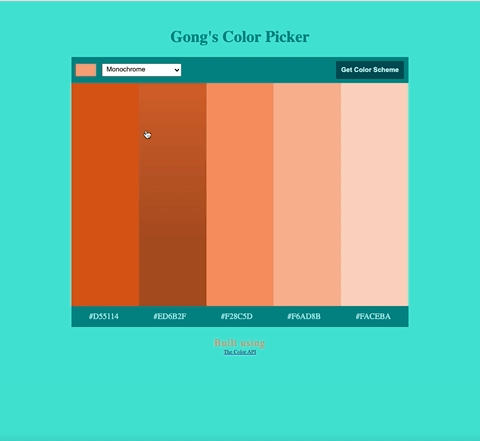 Gong's Color Picker
Monochrome
Get Color Scheme
#D55114 #ED6B2F #F28C5D #F6AD8B #FACEBA
Built using
The Color API